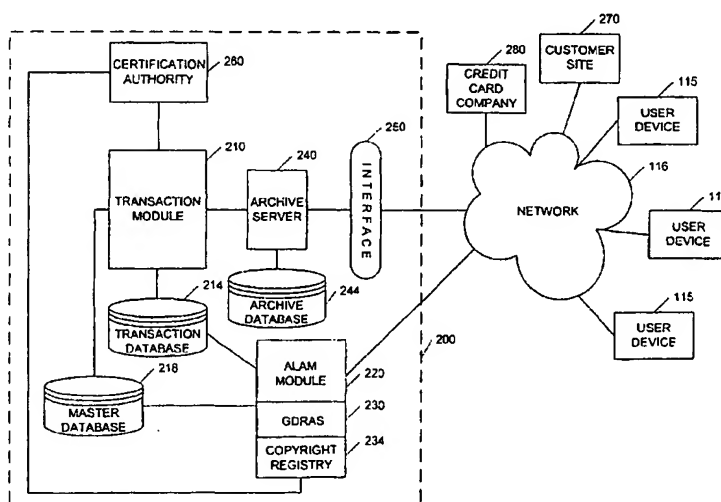 CERTIFICATION
AUTHORITY
260
280
CREDIT
CARD
COMPANY
270
CUSTOMER
SITE
115
USER
DEVICE
210
TRANSACTION
MODULE
240
ARCHIVE
SERVER
250
INTERFACE
116
NETWORK
USER
DEVICE
214
TRANSACTION
DATABASE
244
ARCHIVE
DATABASE
115
USER
DEVICE
200
218
MASTER
DATABASE
ALAM
MODULE
220
GDRAS
230
COPYRIGHT
REGISTRY
234